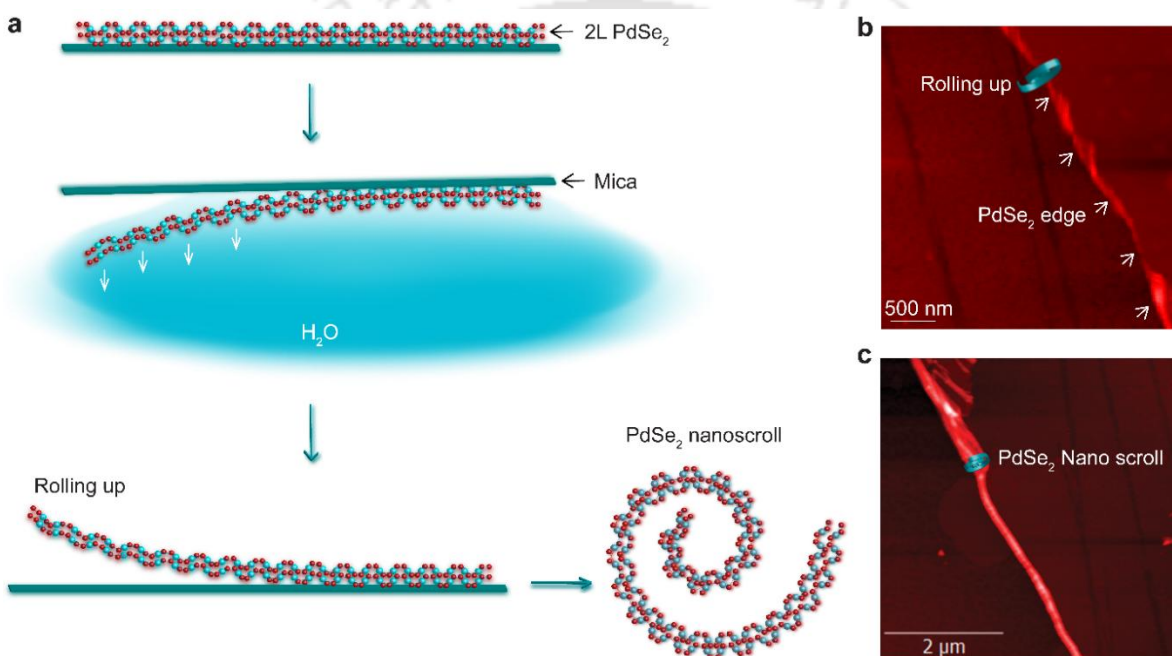 a
2L PdSe₂
Mica
H₂O
Rolling up
PdSe₂ nanoscroll
b
Rolling up
PdSe₂ edge
500 nm
c
PdSe₂ Nano scroll
2 μm